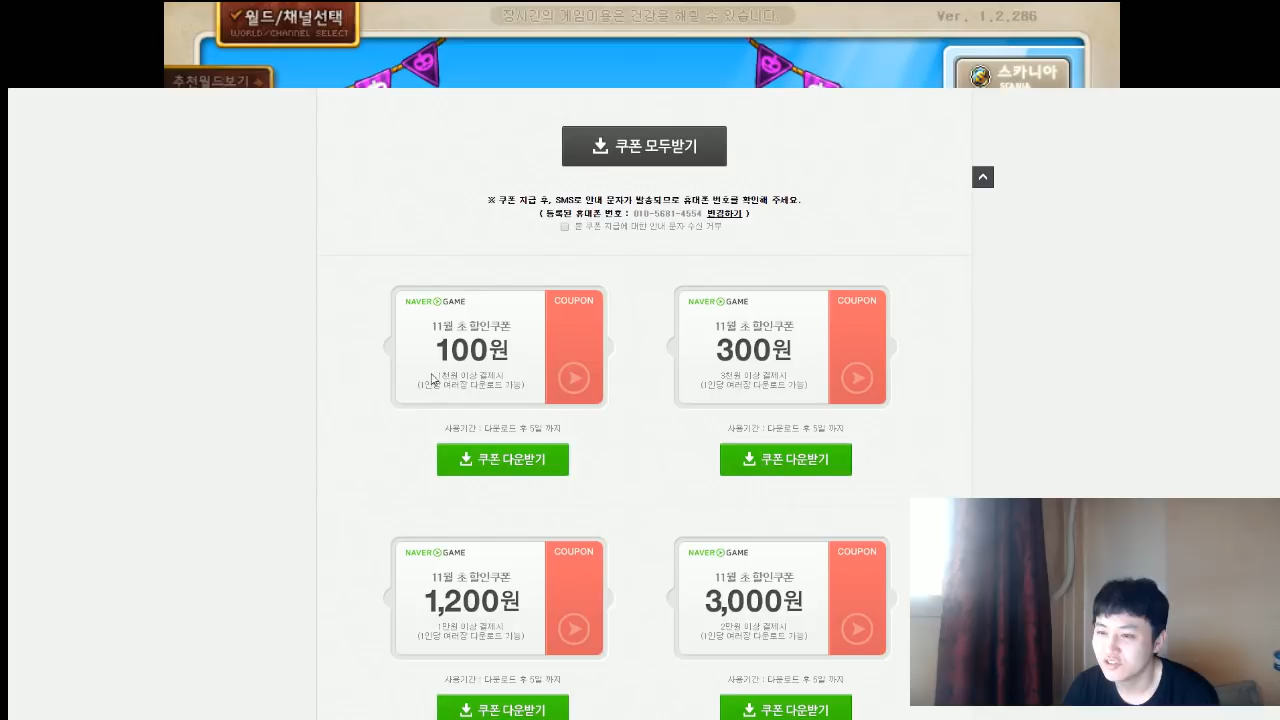 월드/채널선택
WORLD/CHANNEL SELECT
장시간의 게임이용은 건강을 해칠 수 있습니다.
Ver. 1.2.286
추천월드보기
스카니아
쿠폰 모두받기
※ 쿠폰 지급 후, SMS로 안내 문자가 발송되므로 휴대폰 번호를 확인해 주세요.
( 등록된 휴대폰 번호 : 010-5681-4554 변경하기 )
본 쿠폰 지급에 대한 안내 문자 수신 거부
NAVER GAME
COUPON
11월 초 할인쿠폰
100원
1천원 이상 결제시
(1인당 여러장 다운로드 가능)
사용기간 : 다운로드 후 5일 까지
쿠폰 다운받기
NAVER GAME
COUPON
11월 초 할인쿠폰
300원
3천원 이상 결제시
(1인당 여러장 다운로드 가능)
사용기간 : 다운로드 후 5일 까지
쿠폰 다운받기
NAVER GAME
COUPON
11월 초 할인쿠폰
1,200원
1만원 이상 결제시
(1인당 여러장 다운로드 가능)
사용기간 : 다운로드 후 5일 까지
쿠폰 다운받기
NAVER GAME
COUPON
11월 초 할인쿠폰
3,000원
2만원 이상 결제시
(1인당 여러장 다운로드 가능)
사용기간 : 다운로드 후 5일 까지
쿠폰 다운받기